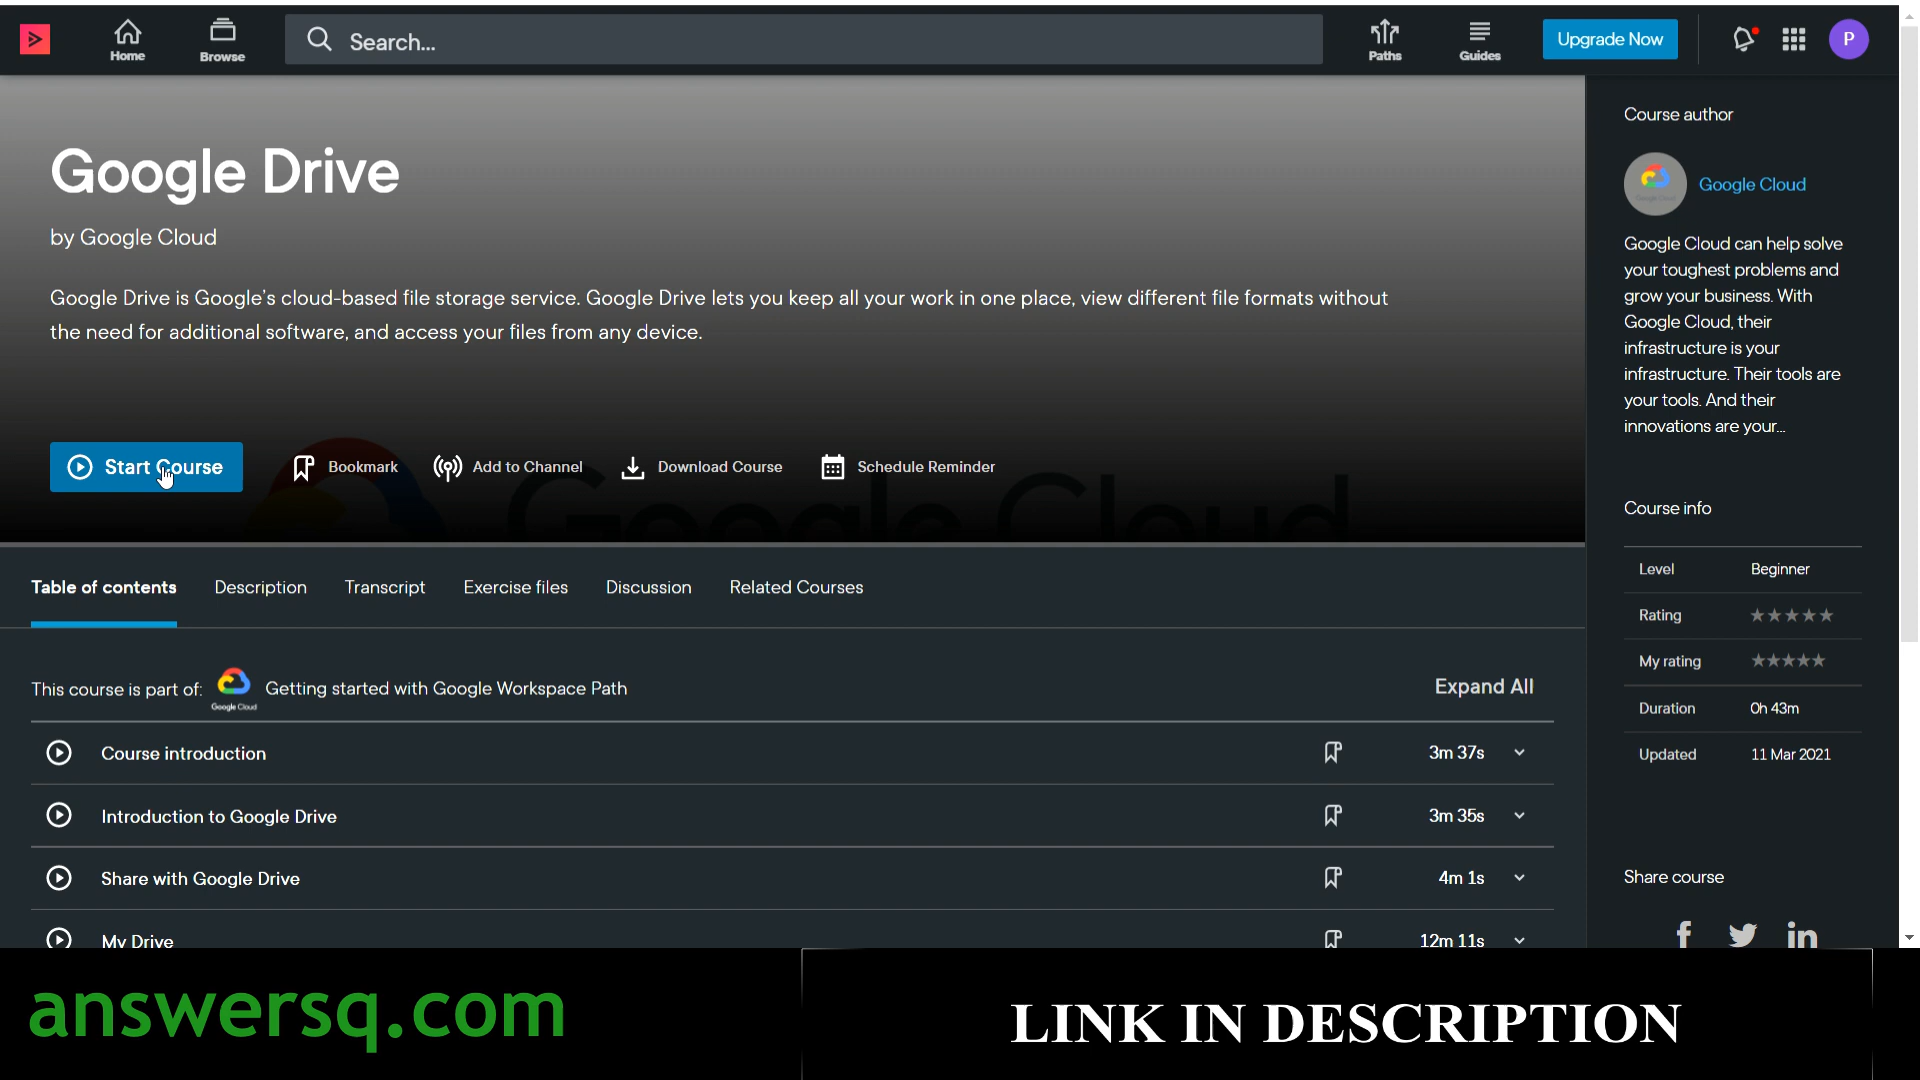 Home
Browse
Search...
Paths
Guides
Upgrade Now
P
Google Drive
by Google Cloud
Google Drive is Google's cloud-based file storage service. Google Drive lets you keep all your work in one place, view different file formats without
the need for additional software, and access your files from any device.
Start Course
Bookmark
Add to Channel
Download Course
Schedule Reminder
Google Cloud
Table of contents
Description
Transcript
Exercise files
Discussion
Related Courses
This course is part of:
Google Cloud
Getting started with Google Workspace Path
Expand All
Course introduction
3m 37s
Introduction to Google Drive
3m 35s
Share with Google Drive
4m 1s
My Drive
12m 11s
Course author
Google Cloud
Google Cloud can help solve
your toughest problems and
grow your business. With
Google Cloud, their
infrastructure is your
infrastructure. Their tools are
your tools. And their
innovations are your...
Course info
Level Beginner
Rating
My rating
Duration 0h 43m
Updated 11 Mar 2021
Share course
answersq.com
LINK IN DESCRIPTION